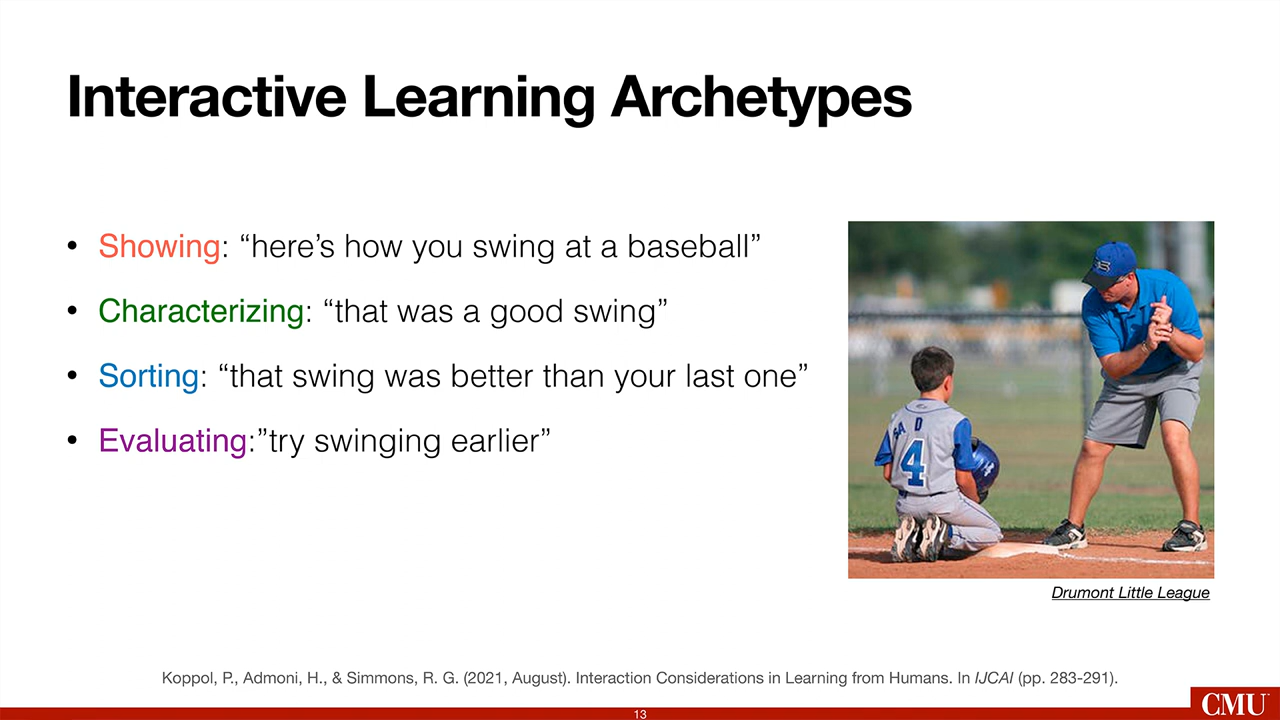 Interactive Learning Archetypes
• Showing: “here’s how you swing at a baseball”
• Characterizing: “that was a good swing”
• Sorting: “that swing was better than your last one”
• Evaluating:”try swinging earlier”
4
Drumont Little League
Koppol, P., Admoni, H., & Simmons, R. G. (2021, August). Interaction Considerations in Learning from Humans. In IJCAI (pp. 283-291).
13
CMU